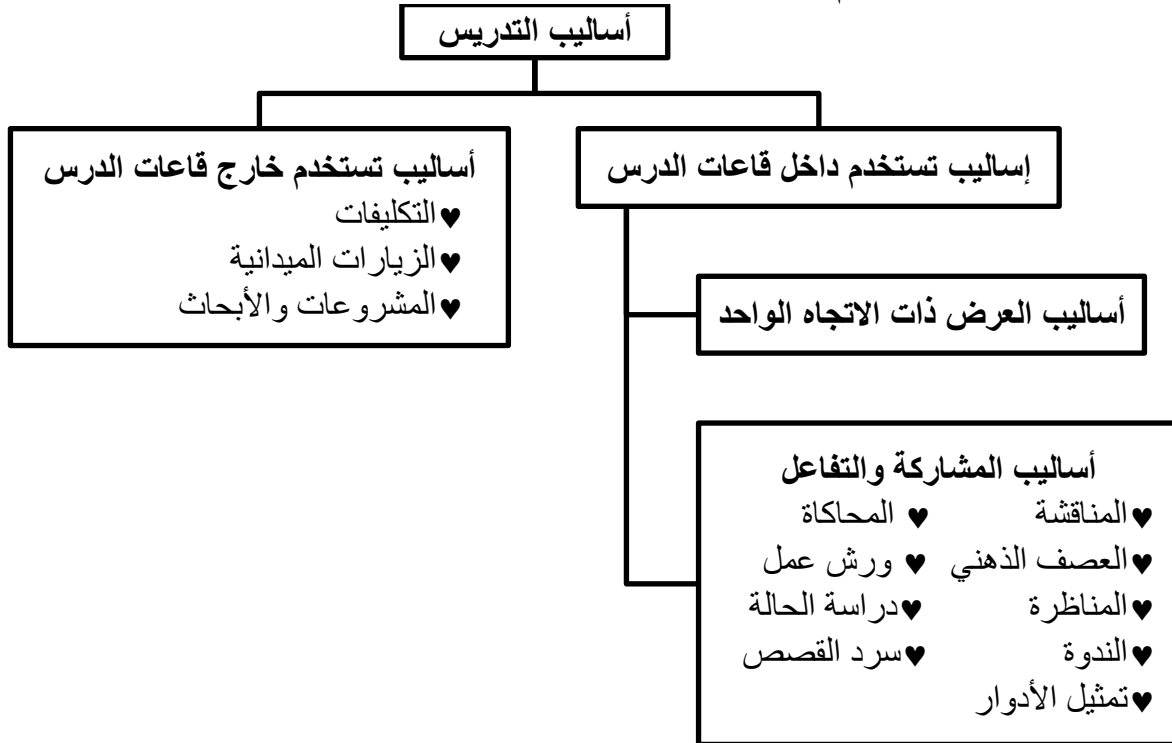 أساليب التدريس
إساليب تستخدم داخل قاعات الدرس
أساليب العرض ذات الاتجاه الواحد
أساليب المشاركة والتفاعل
♥المناقشة ♥ المحاكاة
♥العصف الذهني ♥ ورش عمل
♥المناظرة ♥دراسة الحالة
♥الندوة ♥سرد القصص
♥تمثيل الأدوار
أساليب تستخدم خارج قاعات الدرس
♥التكليفات
♥الزيارات الميدانية
♥المشروعات والأبحاث